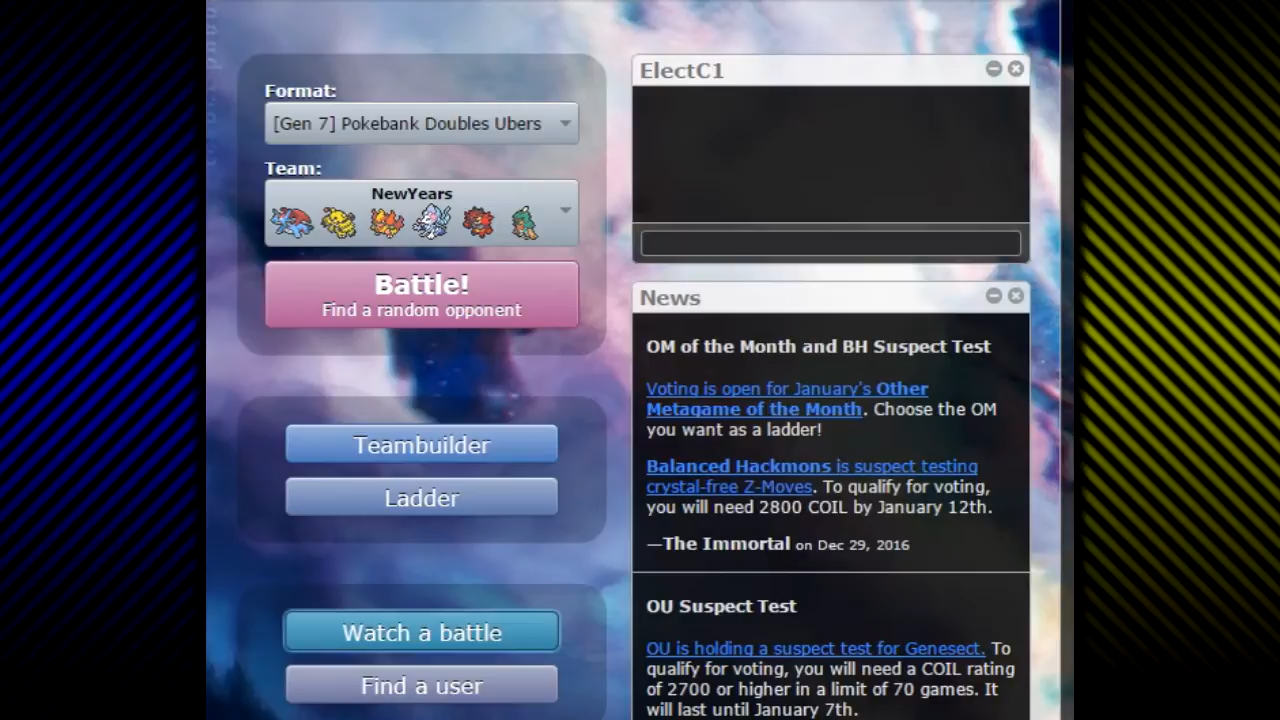 Format:
[Gen 7] Pokebank Doubles Ubers
Team:
NewYears
Battle!
Find a random opponent
Teambuilder
Ladder
Watch a battle
Find a user
ElectC1
News
OM of the Month and BH Suspect Test
Voting is open for January's Other
Metagame of the Month. Choose the OM
you want as a ladder!
Balanced Hackmons is suspect testing
crystal-free Z-Moves. To qualify for voting,
you will need 2800 COIL by January 12th.
—The Immortal on Dec 29, 2016
OU Suspect Test
OU is holding a suspect test for Genesect. To
qualify for voting, you will need a COIL rating
of 2700 or higher in a limit of 70 games. It
will last until January 7th.